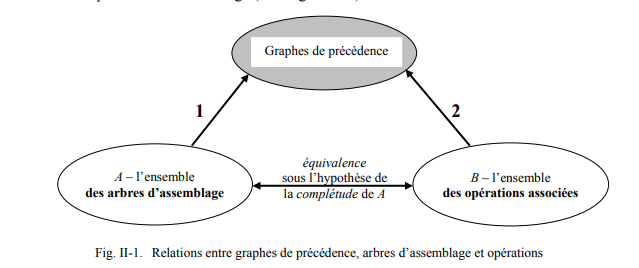 Graphes de précédence
1
2
équivalence
sous l'hypothèse de
la complétude de A
A – l'ensemble
des arbres d'assemblage
B – l'ensemble
des opérations associées
Fig. II-1. Relations entre graphes de précédence, arbres d'assemblage et opérations